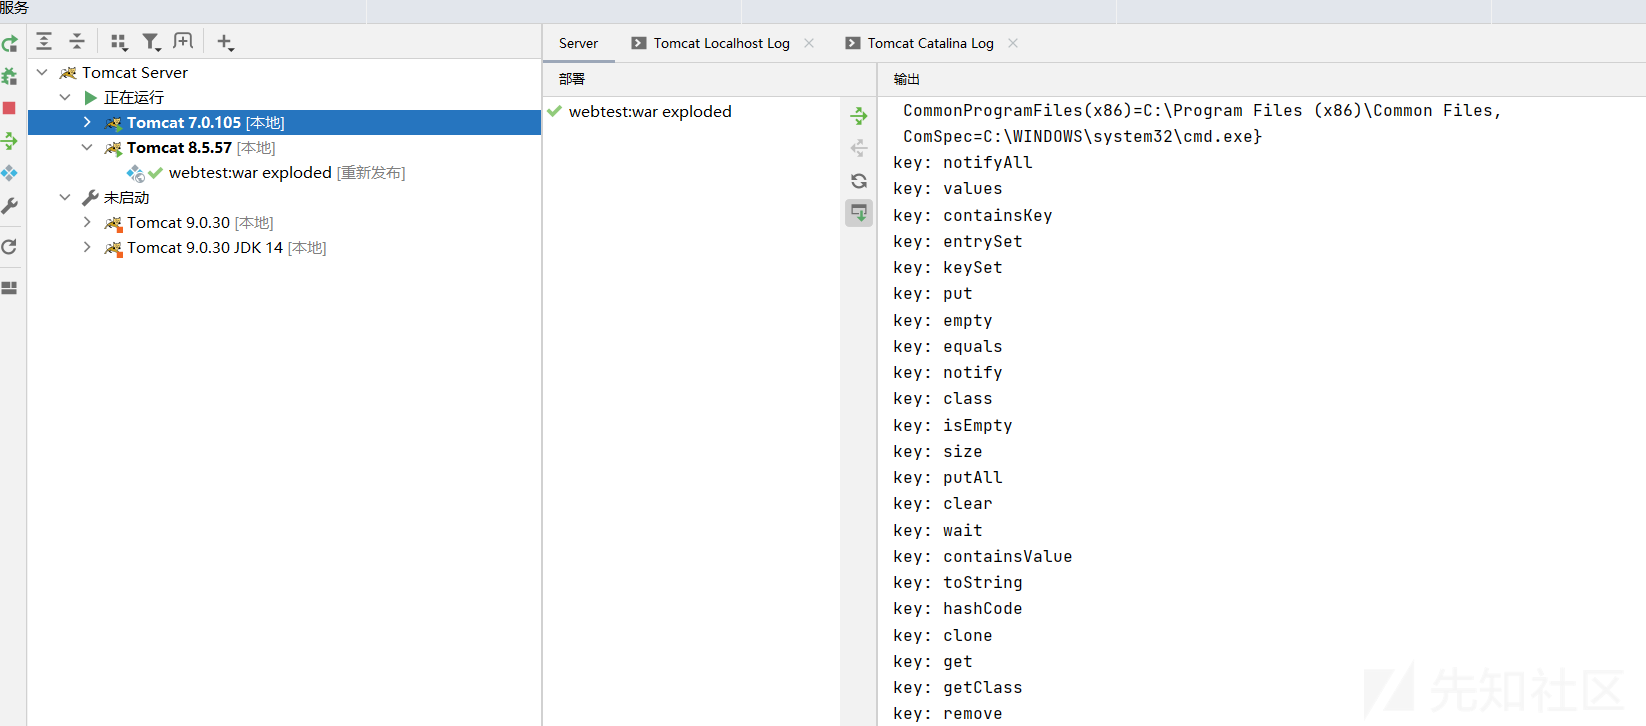 服务
Server
Tomcat Localhost Log
Tomcat Catalina Log
Tomcat Server
正在运行
Tomcat 7.0.105 [本地]
Tomcat 8.5.57 [本地]
webtest:war exploded [重新发布]
未启动
Tomcat 9.0.30 [本地]
Tomcat 9.0.30 JDK 14 [本地]
部署
webtest:war exploded
输出
CommonProgramFiles(x86)=C:\Program Files (x86)\Common Files,
ComSpec=C:\WINDOWS\system32\cmd.exe}
key: notifyAll
key: values
key: containsKey
key: entrySet
key: keySet
key: put
key: empty
key: equals
key: notify
key: class
key: isEmpty
key: size
key: putAll
key: clear
key: wait
key: containsValue
key: toString
key: hashCode
key: clone
key: get
key: getClass
key: remove
先知社区